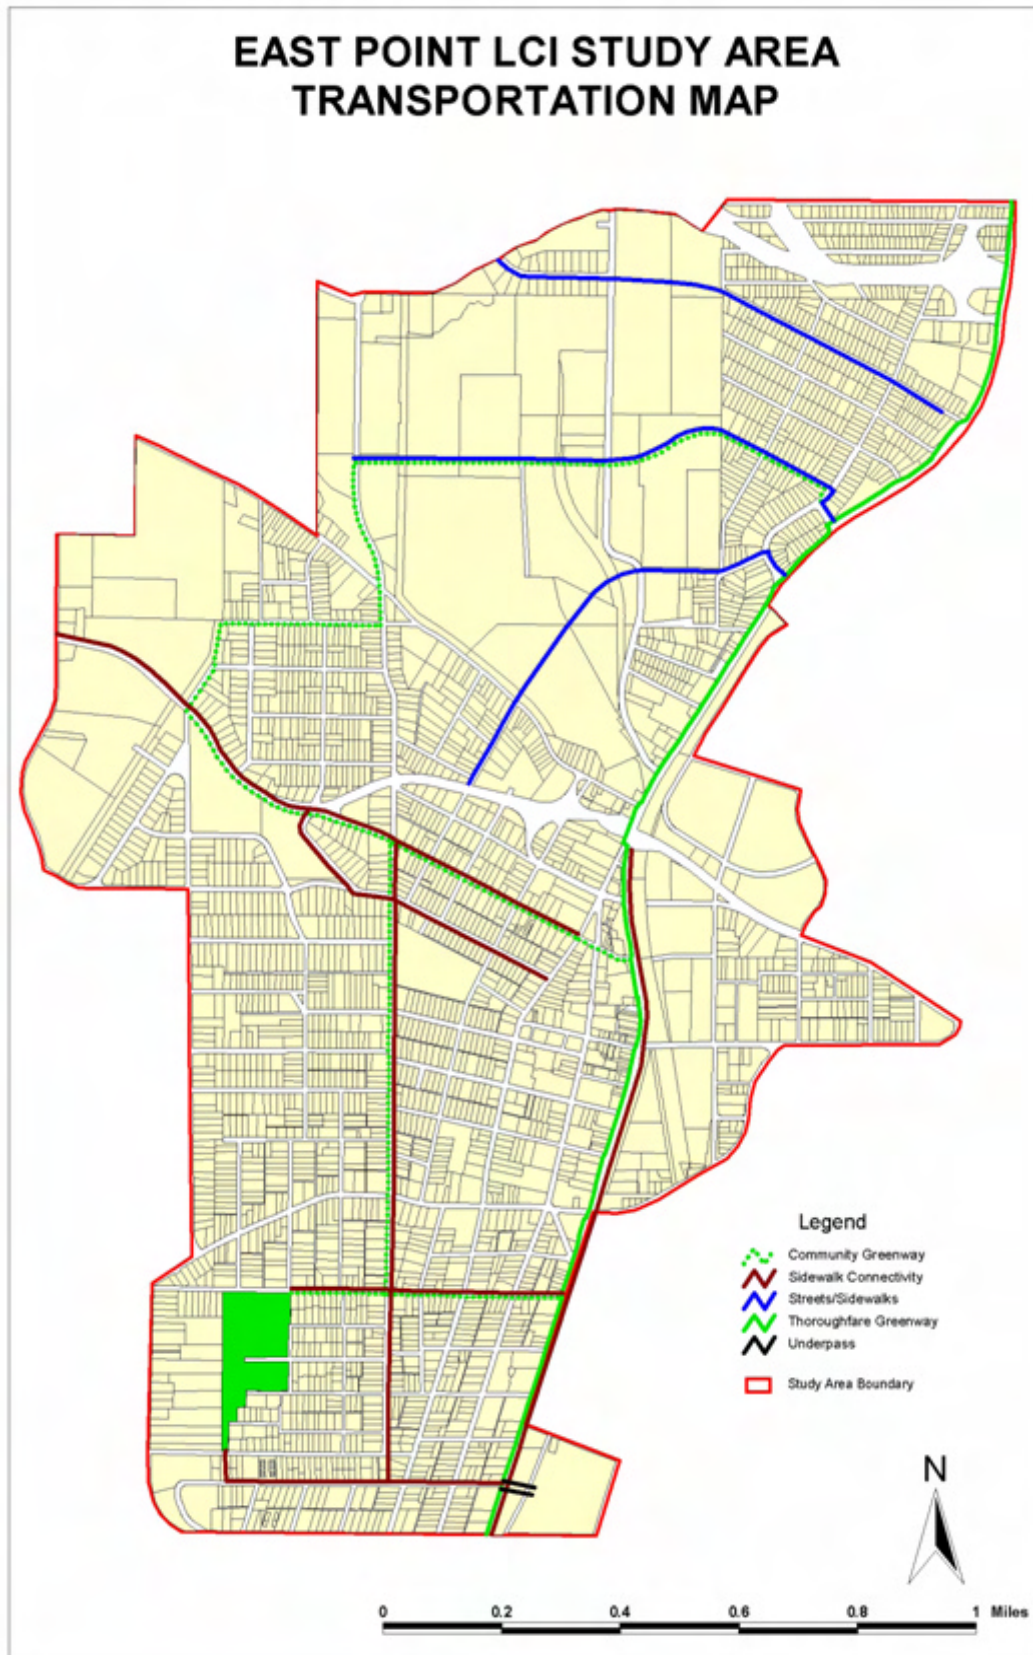 EAST POINT LCI STUDY AREA
TRANSPORTATION MAP
Legend
Community Greenway
Sidewalk Connectivity
Streets/Sidewalks
Thoroughfare Greenway
Underpass
Study Area Boundary
N
0 0.2 0.4 0.6 0.8 1 Miles